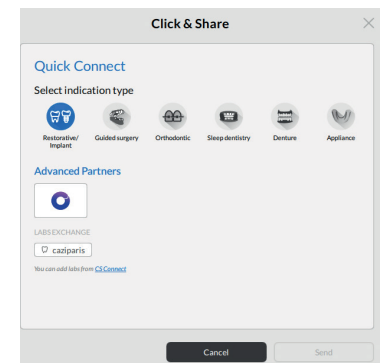 Click & Share
Quick Connect
Select indication type
Restorative/
Implant
Guided surgery
Orthodontic
Sleep dentistry
Denture
Appliance
Advanced Partners
LABS EXCHANGE
caziparis
You can add labs from CS Connect
Cancel
Send